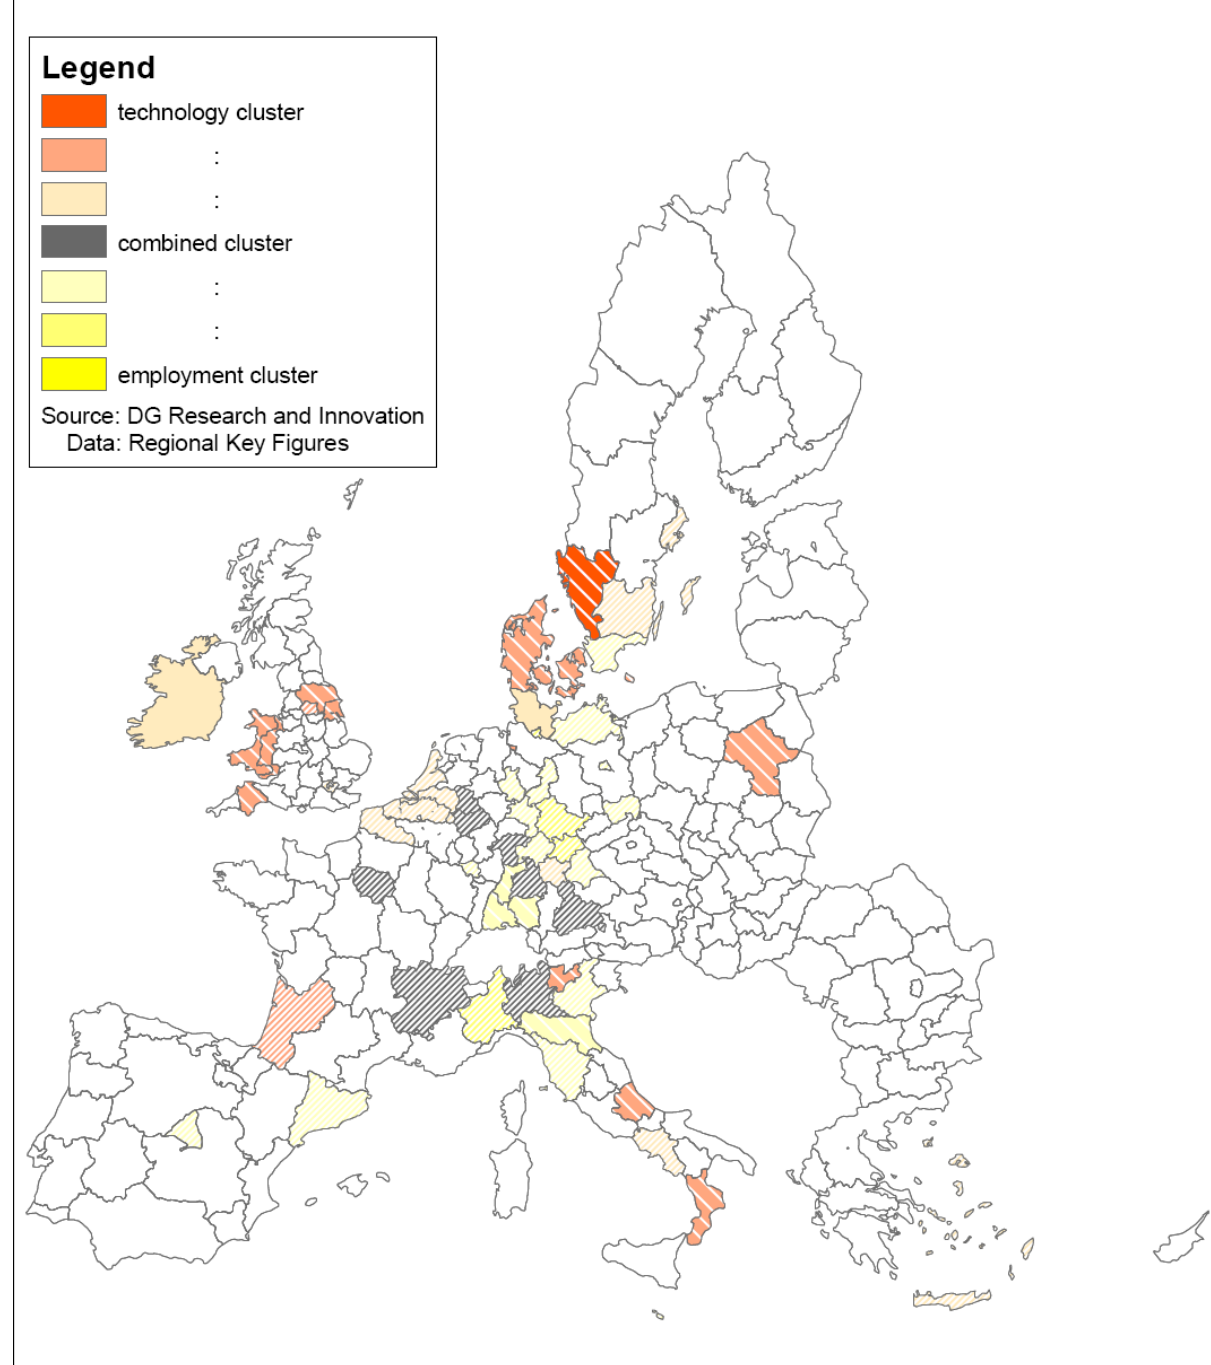 Legend
technology cluster
:
:
combined cluster
:
:
employment cluster
Source: DG Research and Innovation
Data: Regional Key Figures